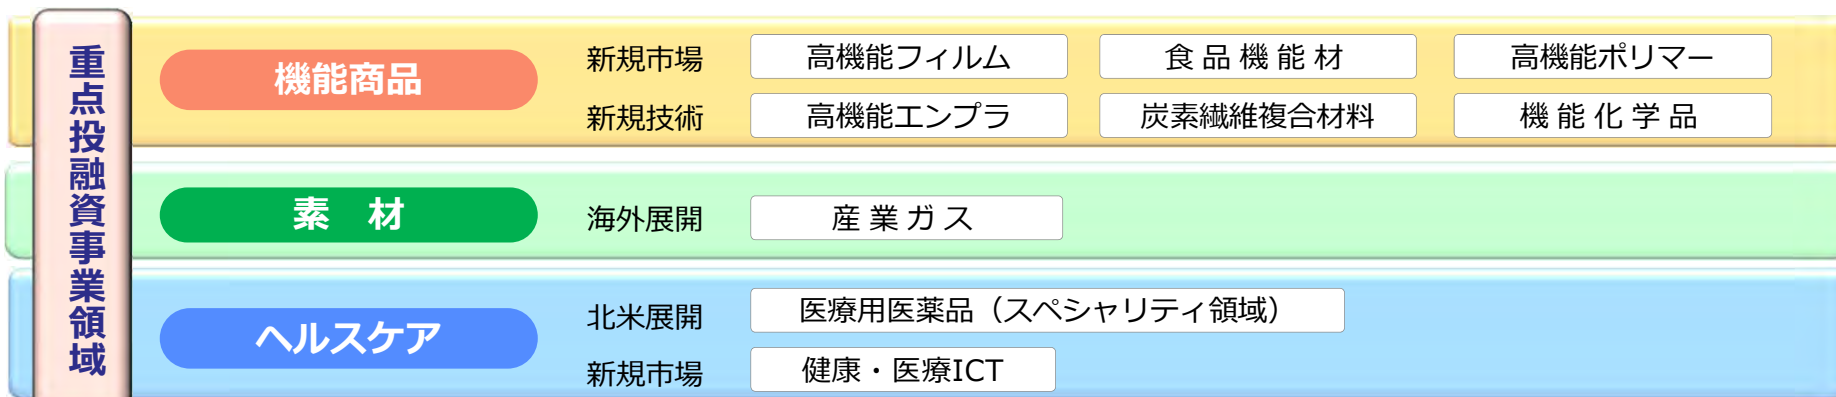 重点投融資事業領域
機能商品
新規市場 高機能フィルム 食品機能材 高機能ポリマー
新規技術 高機能エンプラ 炭素繊維複合材料 機能化学品
素 材
海外展開 産業ガス
ヘルスケア
北米展開 医療用医薬品（スペシャリティ領域）
新規市場 健康・医療ICT